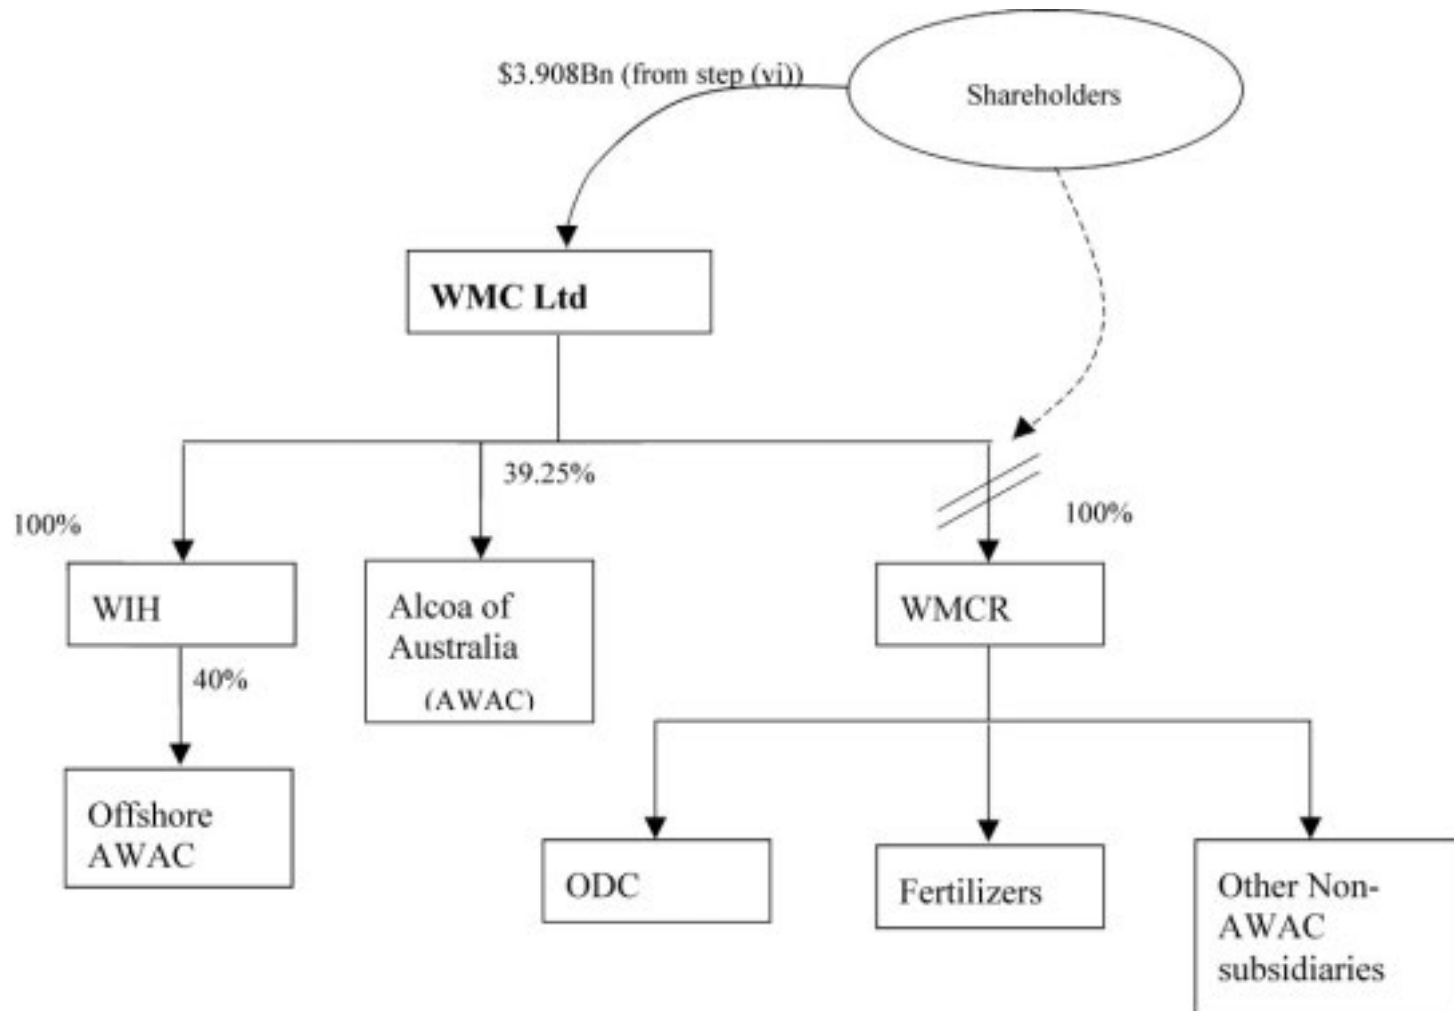 $3.908Bn (from step (vi))
Shareholders
WMC Ltd
39.25%
100%
100%
WIH
Alcoa of
Australia
(AWAC)
WMCR
40%
Offshore
AWAC
ODC
Fertilizers
Other Non-
AWAC
subsidiaries